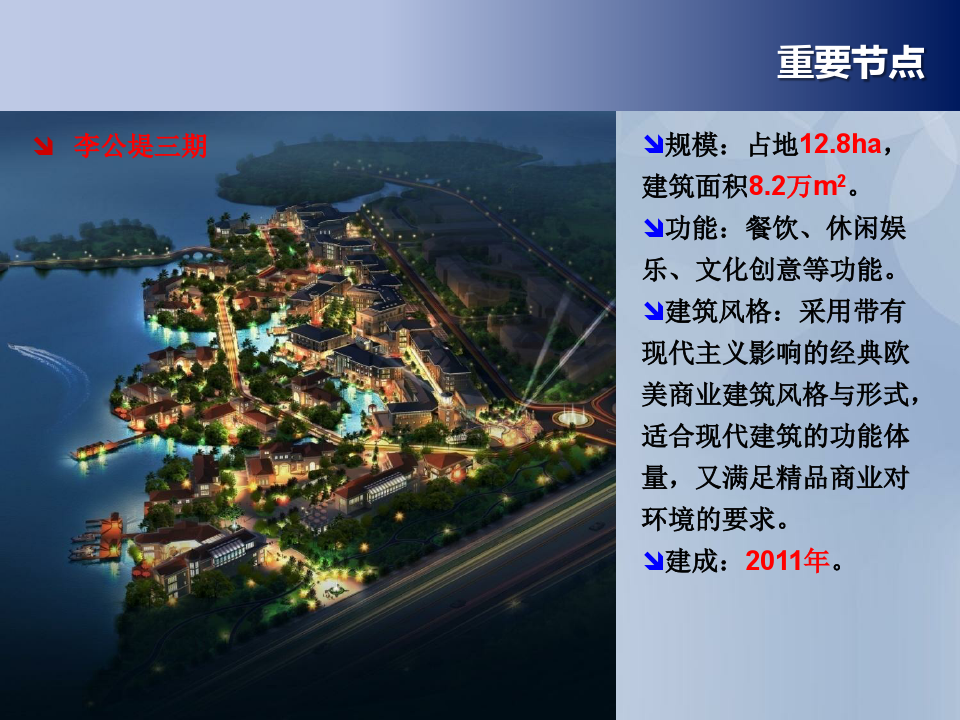 重要节点
李公堤三期
规模：占地12.8ha，
建筑面积8.2万m²。
功能：餐饮、休闲娱
乐、文化创意等功能。
建筑风格：采用带有
现代主义影响的经典欧
美商业建筑风格与形式，
适合现代建筑的功能体
量，又满足精品商业对
环境的要求。
建成：2011年。